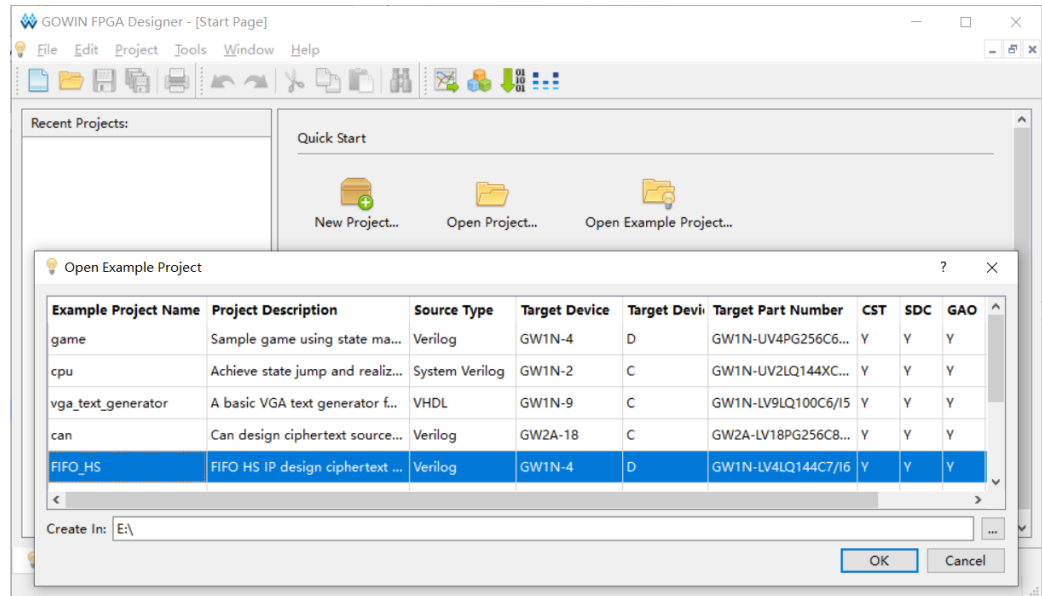 GOWIN FPGA Designer - [Start Page]
File Edit Project Tools Window Help
Recent Projects:
Quick Start
New Project...
Open Project...
Open Example Project...
Open Example Project
Example Project Name Project Description Source Type Target Device Target Devi Target Part Number CST SDC GAO
game Sample game using state ma... Verilog GW1N-4 D GW1N-UV4PG256C6... Y Y Y
cpu Achieve state jump and realiz... System Verilog GW1N-2 C GW1N-UV2LQ144XC... Y Y Y
vga_text_generator A basic VGA text generator f... VHDL GW1N-9 C GW1N-LV9LQ100C6/I5 Y Y Y
can Can design ciphertext source... Verilog GW2A-18 C GW2A-LV18PG256C8... Y Y Y
FIFO_HS FIFO HS IP design ciphertext ... Verilog GW1N-4 D GW1N-LV4LQ144C7/I6 Y Y Y
Create In: E:\ ...
OK Cancel